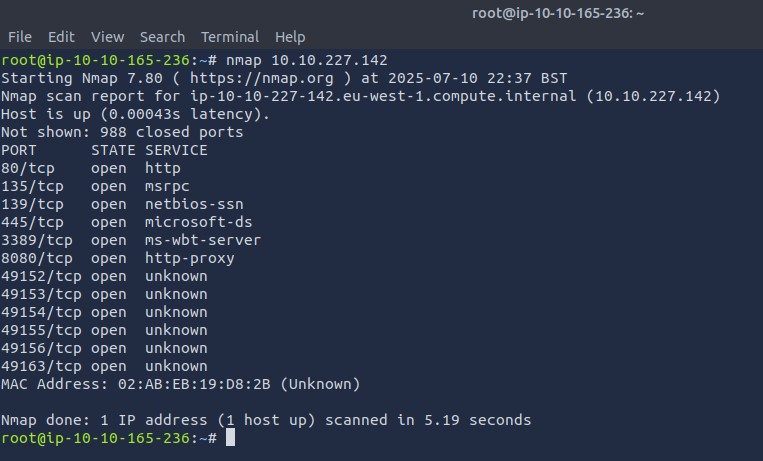 root@ip-10-10-165-236: ~
File Edit View Search Terminal Help
root@ip-10-10-165-236:~# nmap 10.10.227.142
Starting Nmap 7.80 ( https://nmap.org ) at 2025-07-10 22:37 BST
Nmap scan report for ip-10-10-227-142.eu-west-1.compute.internal (10.10.227.142)
Host is up (0.00043s latency).
Not shown: 988 closed ports
PORT      STATE SERVICE
80/tcp    open  http
135/tcp   open  msrpc
139/tcp   open  netbios-ssn
445/tcp   open  microsoft-ds
3389/tcp  open  ms-wbt-server
8080/tcp  open  http-proxy
49152/tcp open  unknown
49153/tcp open  unknown
49154/tcp open  unknown
49155/tcp open  unknown
49156/tcp open  unknown
49163/tcp open  unknown
MAC Address: 02:AB:EB:19:D8:2B (Unknown)
Nmap done: 1 IP address (1 host up) scanned in 5.19 seconds
root@ip-10-10-165-236:~#